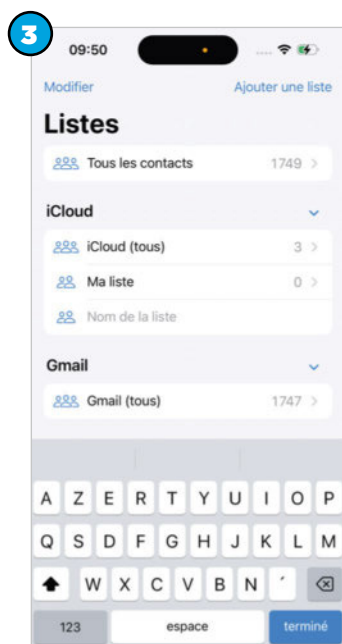 3
09:50
Modifier Ajouter une liste
Listes
Tous les contacts 1749
iCloud
iCloud (tous) 3
Ma liste 0
Nom de la liste
Gmail
Gmail (tous) 1747
A Z E R T Y U I O P
Q S D F G H J K L M
W X C V B N ´
123 espace terminé